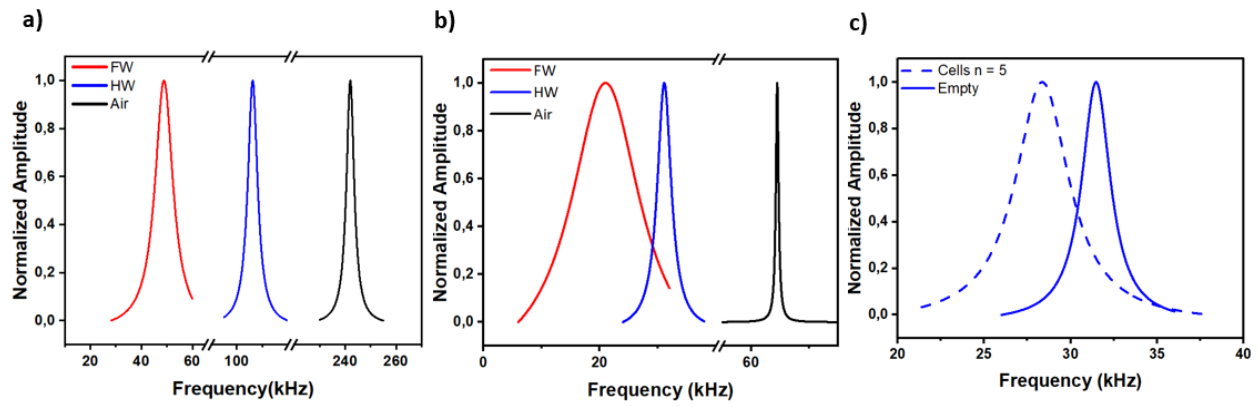 a)
FW
HW
Air
1,0
0,8
0,6
0,4
0,2
0,0
20 40 60 100 240 260
Normalized Amplitude
Frequency(kHz)
b)
FW
HW
Air
1,0
0,8
0,6
0,4
0,2
0,0
0 20 60
Normalized Amplitude
Frequency (kHz)
c)
Cells n = 5
Empty
1,0
0,8
0,6
0,4
0,2
0,0
20 25 30 35 40
Normalized Amplitude
Frequency (kHz)